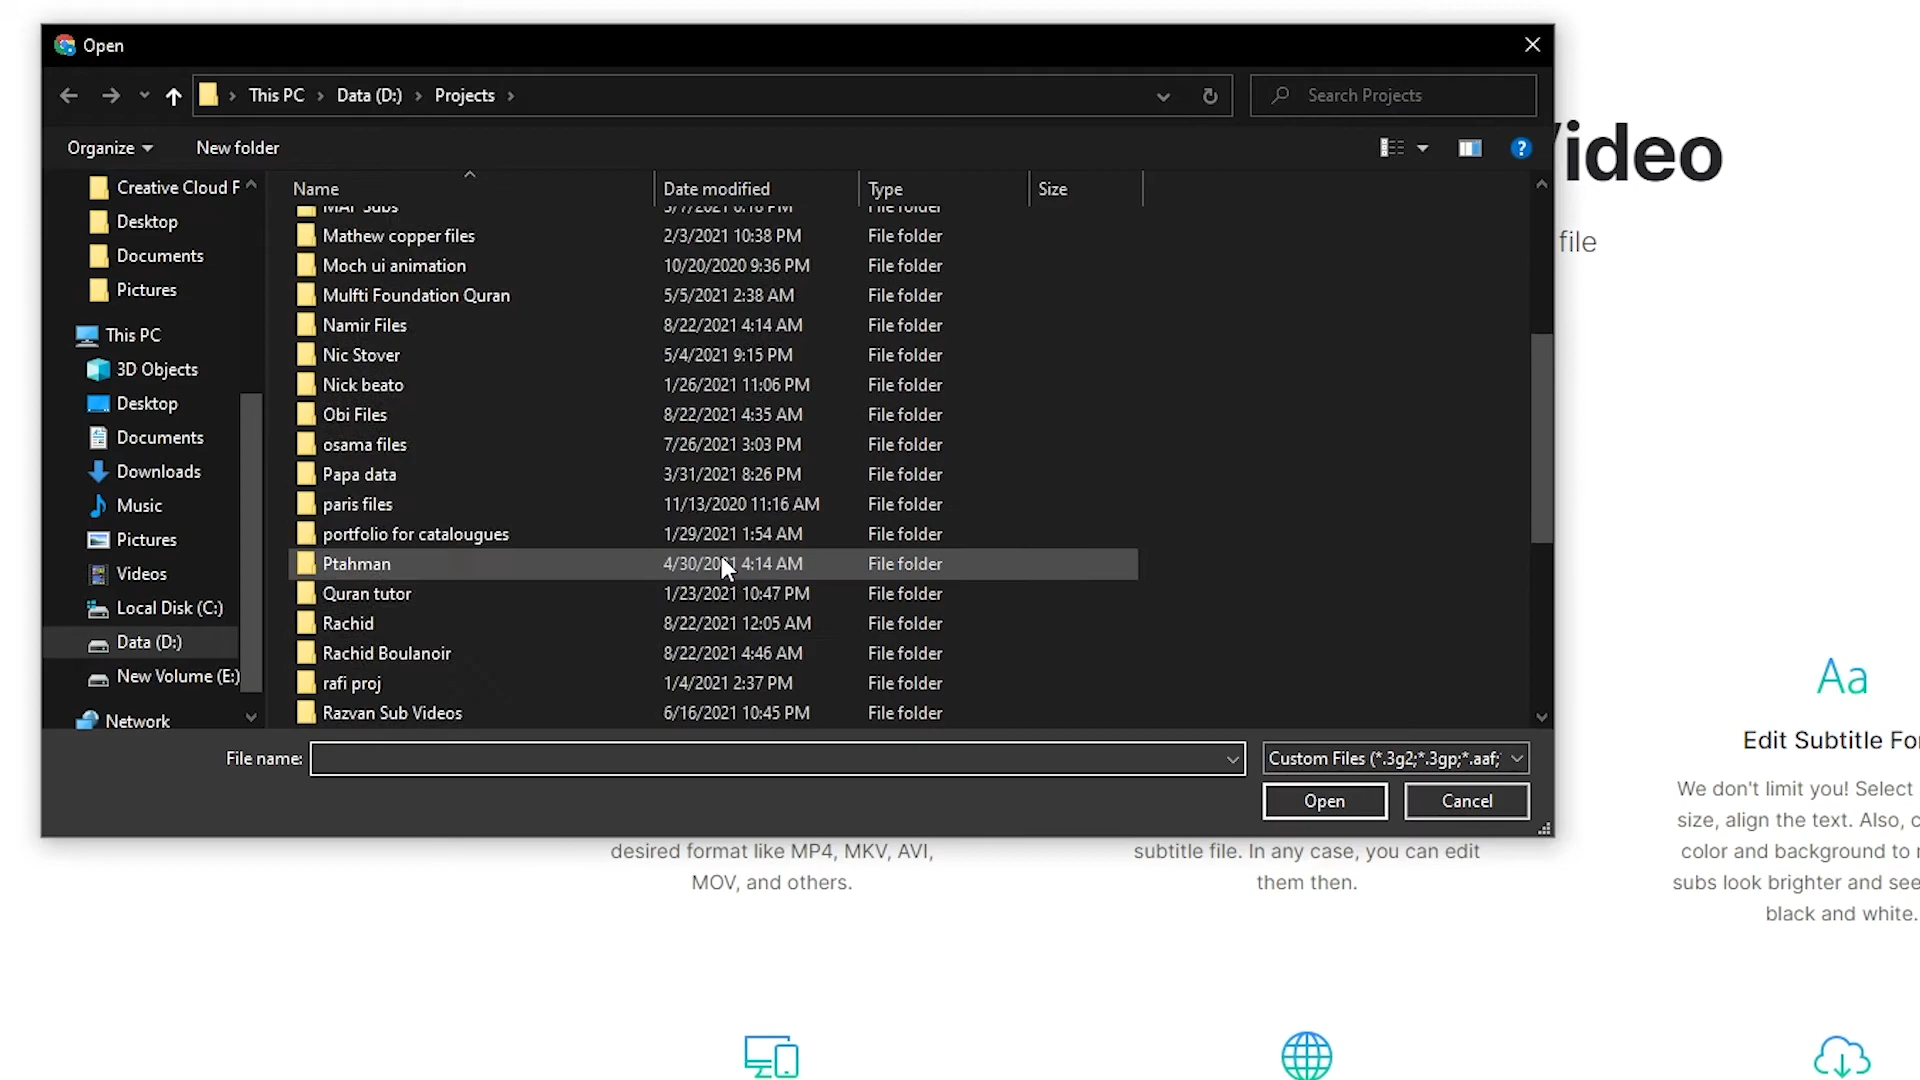 Open
This PC
Data (D:)
Projects
Search Projects
Organize
New folder
Name
Date modified
Type
Size
Creative Cloud F
Desktop
Documents
Pictures
This PC
3D Objects
Desktop
Documents
Downloads
Music
Pictures
Videos
Local Disk (C:)
Data (D:)
New Volume (E:)
Network
Mathew copper files 2/3/2021 10:38 PM File folder
Moch ui animation 10/20/2020 9:36 PM File folder
Mulfti Foundation Quran 5/5/2021 2:38 AM File folder
Namir Files 8/22/2021 4:14 AM File folder
Nic Stover 5/4/2021 9:15 PM File folder
Nick beato 1/26/2021 11:06 PM File folder
Obi Files 8/22/2021 4:35 AM File folder
osama files 7/26/2021 3:03 PM File folder
Papa data 3/31/2021 8:26 PM File folder
paris files 11/13/2020 11:16 AM File folder
portfolio for catalougues 1/29/2021 1:54 AM File folder
Ptahman 4:14 AM File folder
Quran tutor 1/23/2021 10:47 PM File folder
Rachid 8/22/2021 12:05 AM File folder
Rachid Boulanoir 8/22/2021 4:46 AM File folder
rafi proj 1/4/2021 2:37 PM File folder
Razvan Sub Videos 6/16/2021 10:45 PM File folder
File name:
Custom Files (*.3g2;*.3gp;*.aaf;
Open
Cancel
ideo
file
desired format like MP4, MKV, AVI,
MOV, and others.
subtitle file. In any case, you can edit
them then.
Aa
Edit Subtitle Fo
We don't limit you! Select
size, align the text. Also, c
color and background to
subs look brighter and see
black and white.